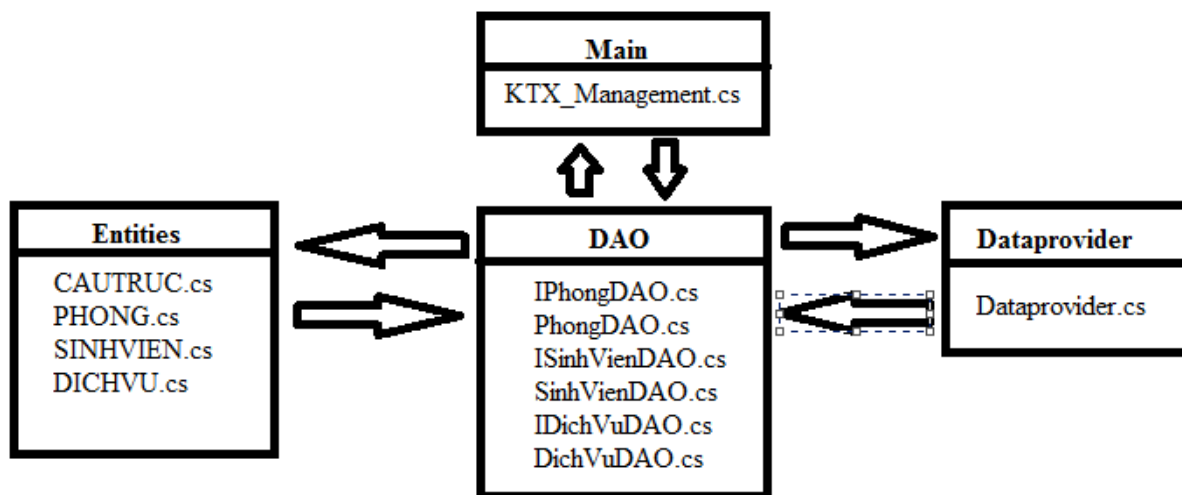 Main
KTX_Management.cs
Entities
CAUTRUC.cs
PHONG.cs
SINHVIEN.cs
DICHVU.cs
DAO
IPhongDAO.cs
PhongDAO.cs
ISinhVienDAO.cs
SinhVienDAO.cs
IDichVuDAO.cs
DichVuDAO.cs
Dataprovider
Dataprovider.cs